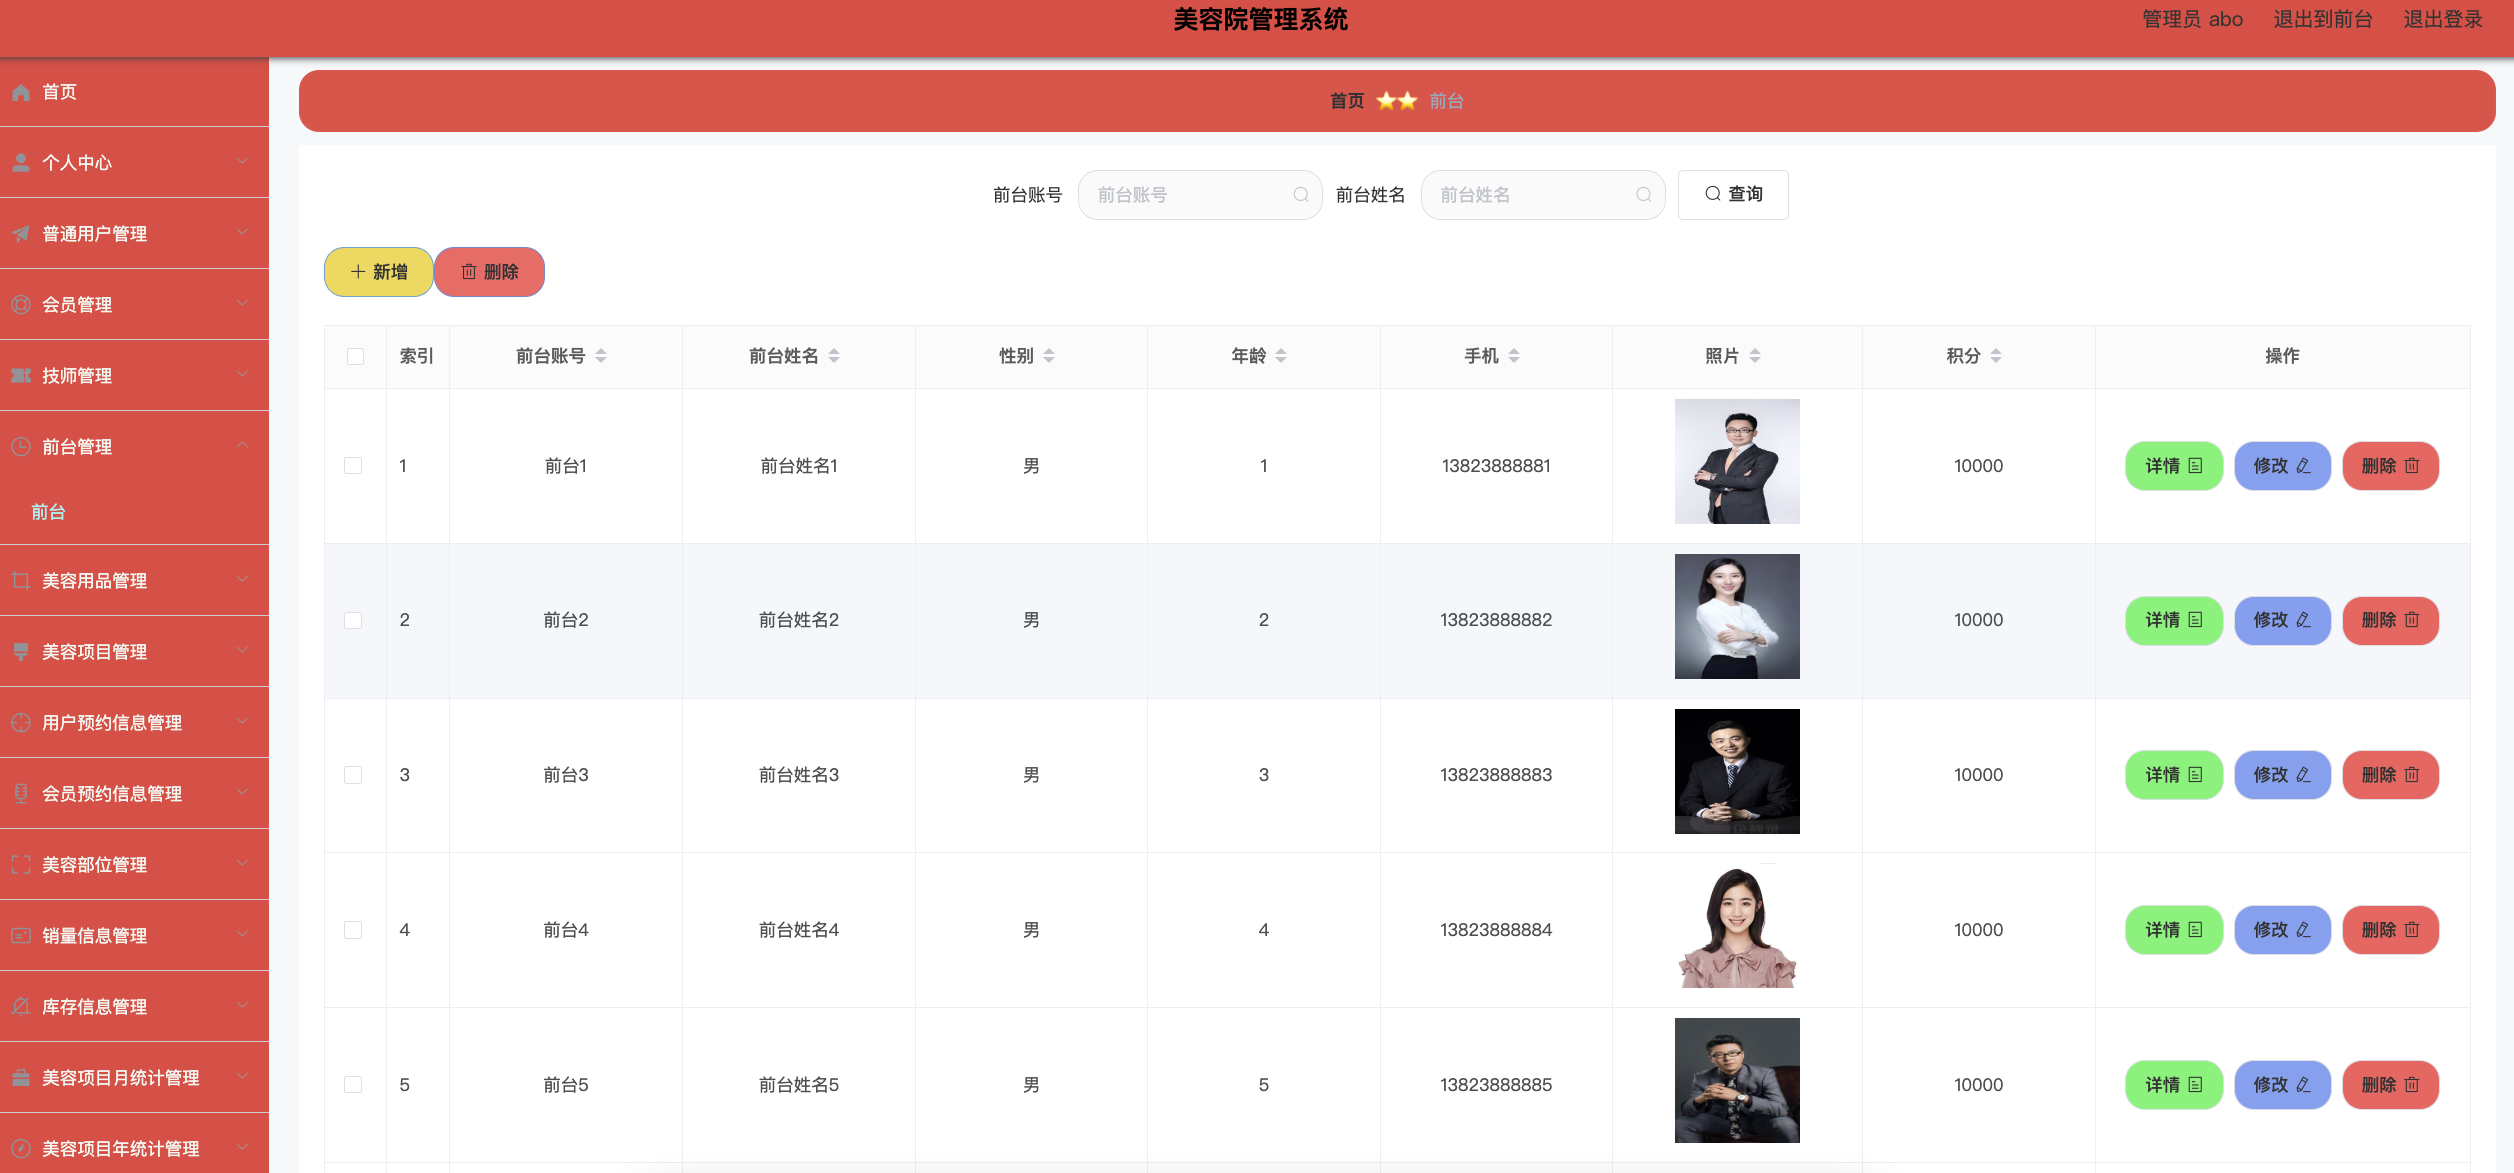 美容院管理系统
管理员 abo 退出到前台 退出登录
首页
个人中心
普通用户管理
会员管理
技师管理
前台管理
前台
美容用品管理
美容项目管理
用户预约信息管理
会员预约信息管理
美容部位管理
销量信息管理
库存信息管理
美容项目月统计管理
美容项目年统计管理
首页 前台
前台账号 前台账号 前台姓名 前台姓名 查询
新增 删除
索引 前台账号 前台姓名 性别 年龄 手机 照片 积分 操作
1 前台1 前台姓名1 男 1 13823888881 10000 详情 修改 删除
2 前台2 前台姓名2 男 2 13823888882 10000 详情 修改 删除
3 前台3 前台姓名3 男 3 13823888883 10000 详情 修改 删除
4 前台4 前台姓名4 男 4 13823888884 10000 详情 修改 删除
5 前台5 前台姓名5 男 5 13823888885 10000 详情 修改 删除